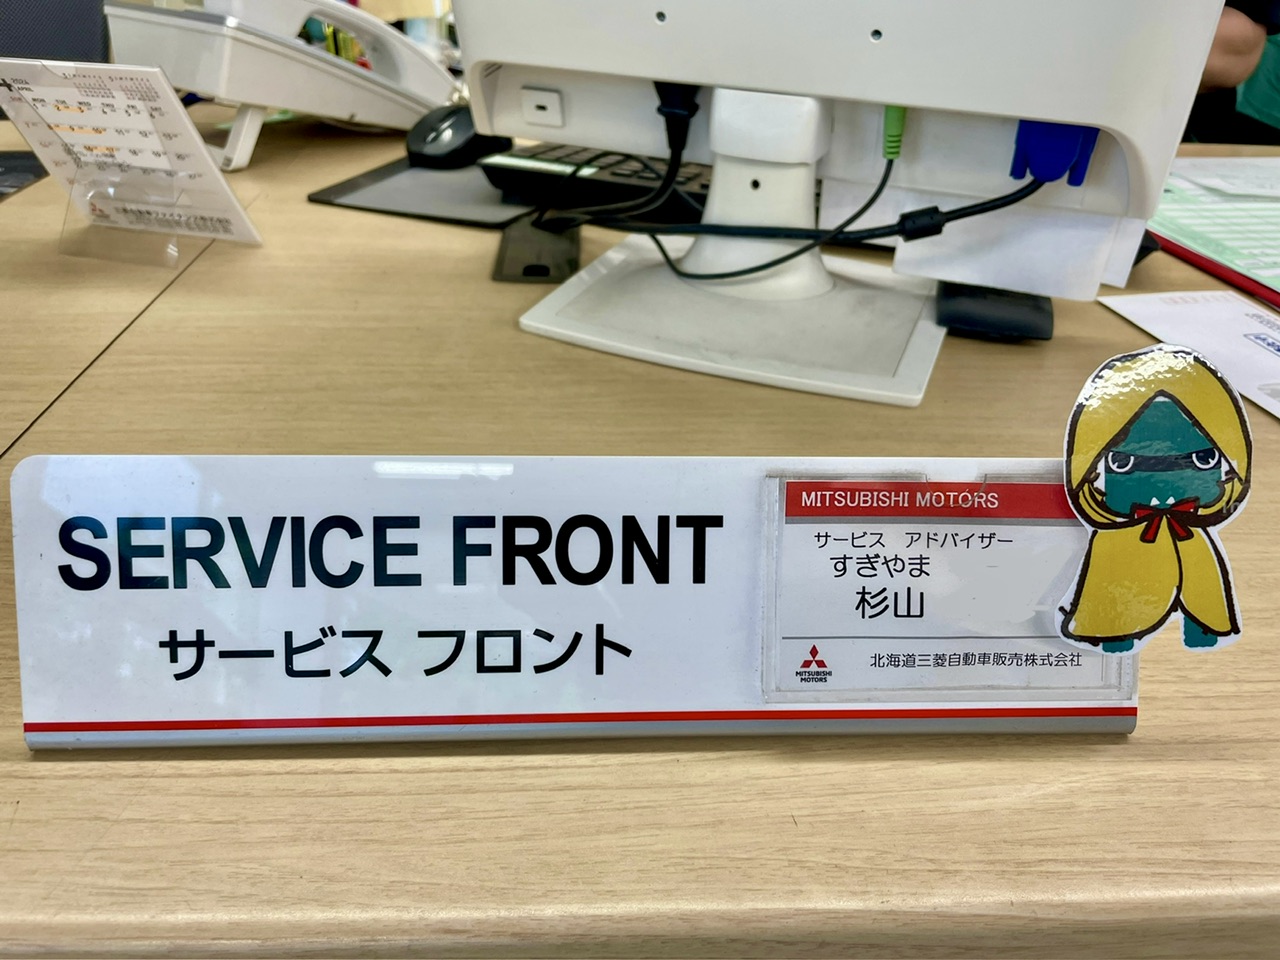 2024
APRIL
SERVICE FRONT
サービス フロント
MITSUBISHI MOTORS
サービス アドバイザー
すぎやま
杉山
MITSUBISHI
MOTORS
北海道三菱自動車販売株式会社